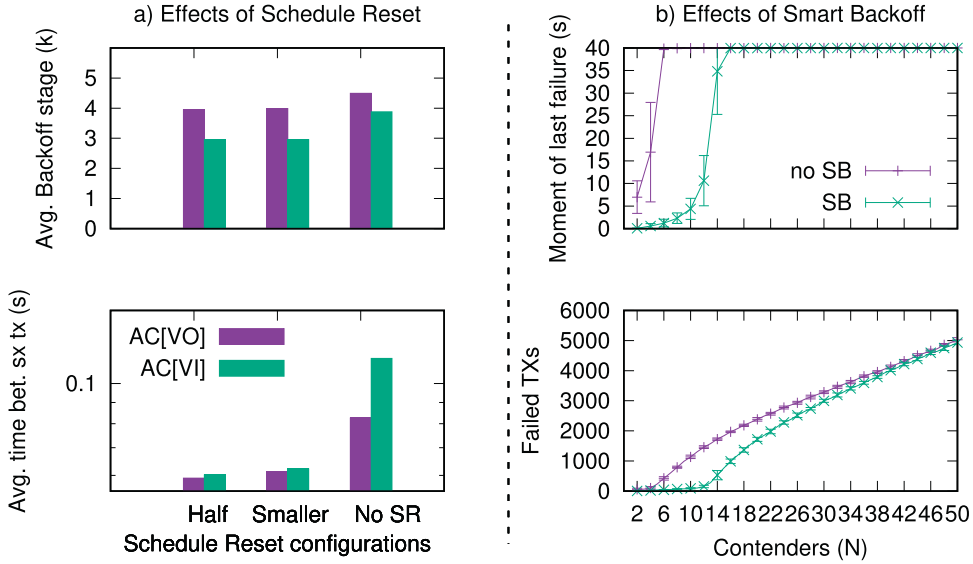 a) Effects of Schedule Reset
Avg. Backoff stage (k)
5
4
3
2
1
0
Avg. time bet. sx tx (s)
0.1
AC[VO]
AC[VI]
Half Smaller No SR
Schedule Reset configurations
b) Effects of Smart Backoff
Moment of last failure (s)
40
35
30
25
20
15
10
5
0
no SB
SB
Failed TXs
6000
5000
4000
3000
2000
1000
0
2 6 10 14 18 22 26 30 34 38 42 46 50
Contenders (N)